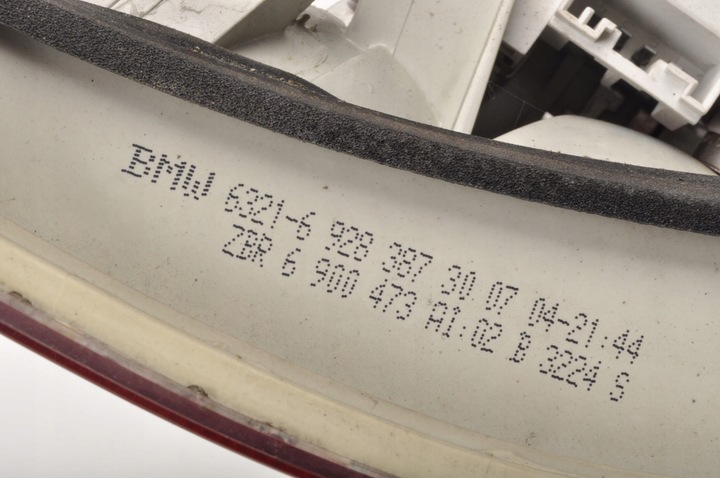 BMW 6321-6 928 387 30 07 04-21:44
ZBR 6 900 473 A1:02 B 3224 S